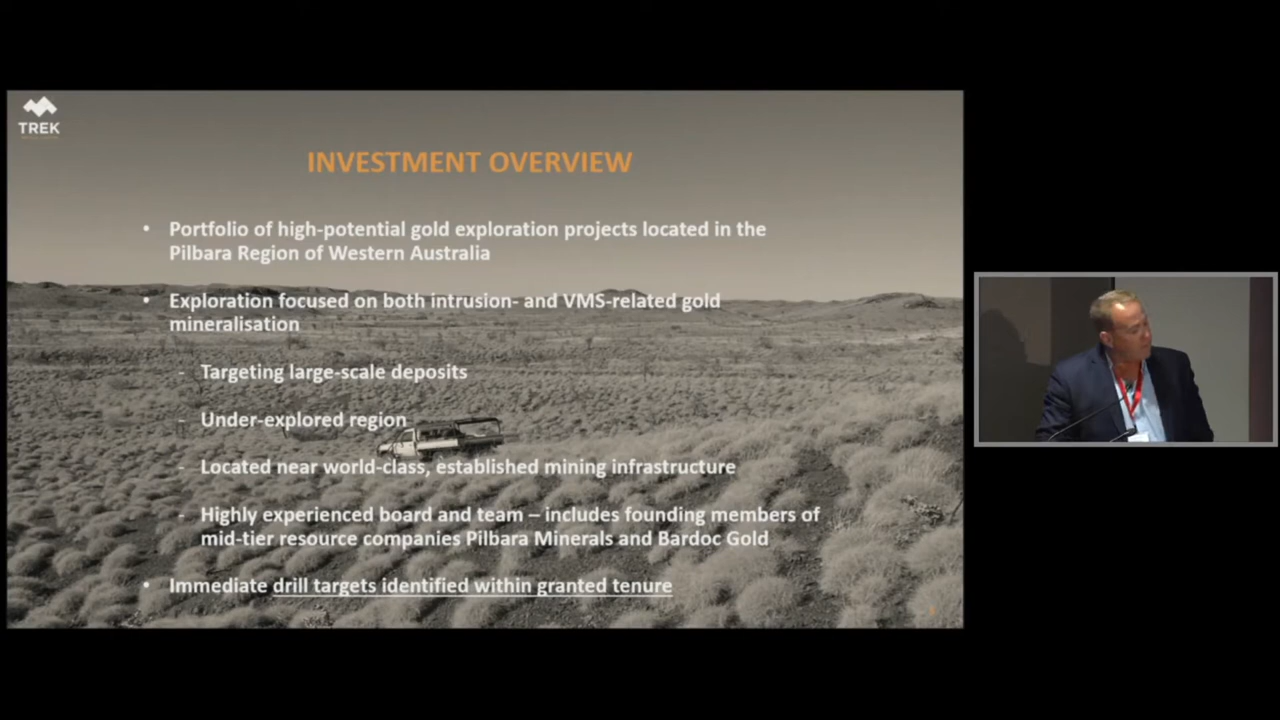 TREK
INVESTMENT OVERVIEW
• Portfolio of high-potential gold exploration projects located in the
Pilbara Region of Western Australia
• Exploration focused on both intrusion- and VMS-related gold
mineralisation
- Targeting large-scale deposits
- Under-explored region
- Located near world-class, established mining infrastructure
- Highly experienced board and team – includes founding members of
mid-tier resource companies Pilbara Minerals and Bardoc Gold
• Immediate drill targets identified within granted tenure